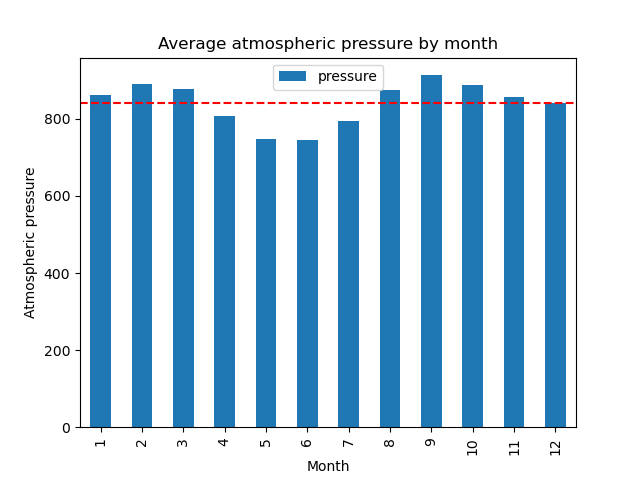 Average atmospheric pressure by month
pressure
Atmospheric pressure
800
600
400
200
0
1 2 3 4 5 6 7 8 9 10 11 12
Month